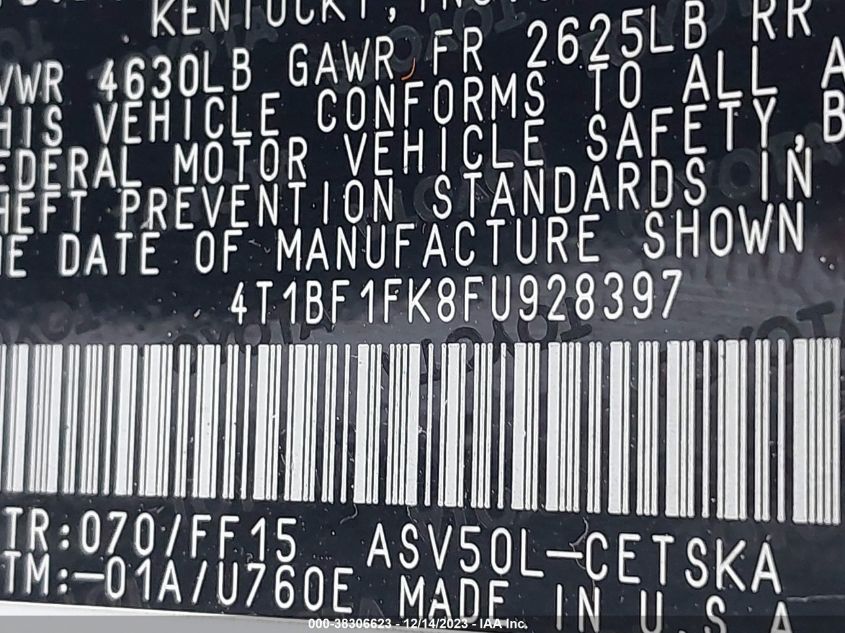 KENTUCKY, INC.
VWR 4630LB GAWR FR 2625LB RR
HIS VEHICLE CONFORMS TO ALL A
EDERAL MOTOR VEHICLE SAFETY, B
HEFT PREVENTION STANDARDS IN
HE DATE OF MANUFACTURE SHOWN
4T1BF1FK8FU928397
TR:070/FF15 ASV50L-CETSKA
TM:-01A/U760E MADE IN U.S.A
000-38306623 - 12/14/2023 - IAA Inc.